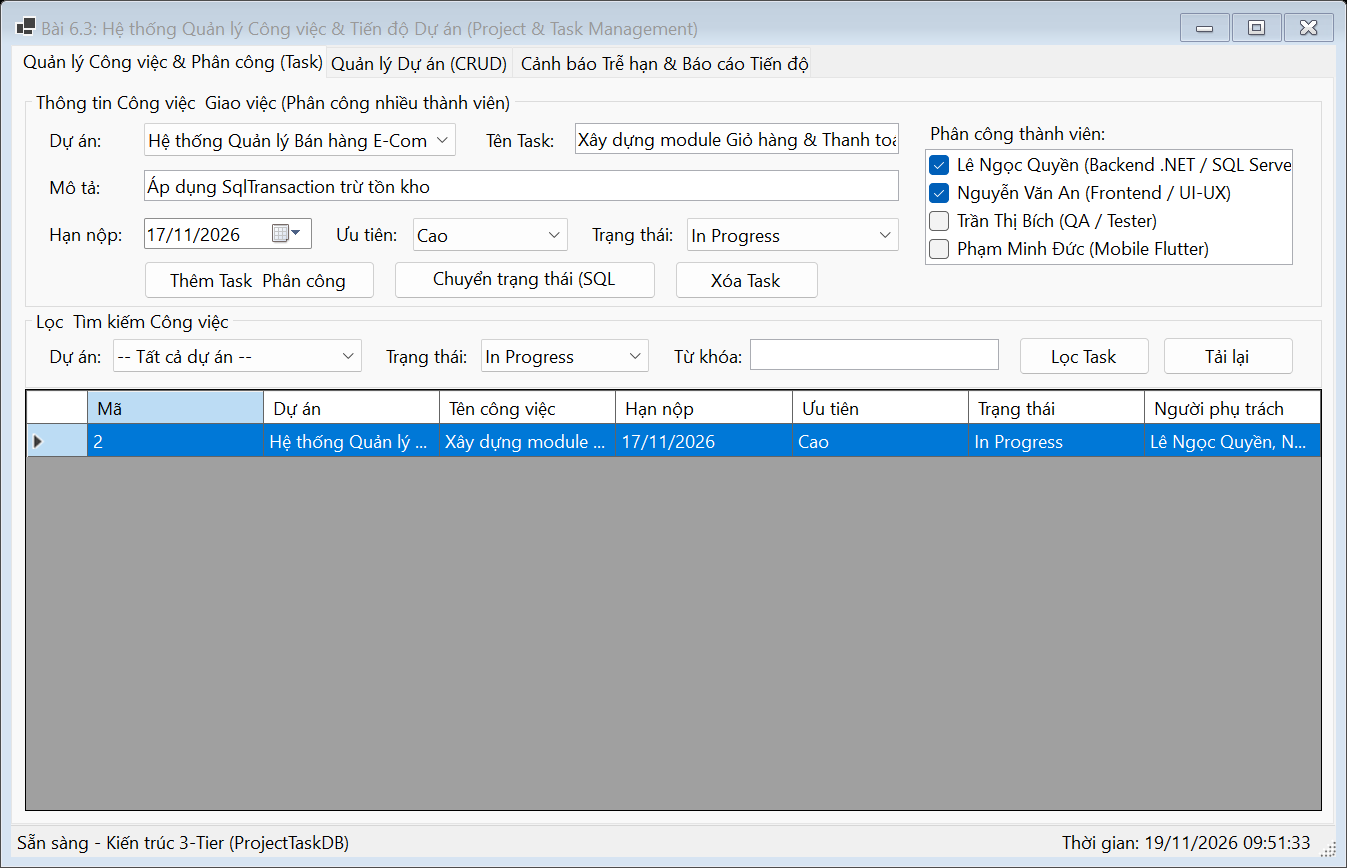 Bài 6.3: Hệ thống Quản lý Công việc & Tiến độ Dự án (Project & Task Management)
Quản lý Công việc & Phân công (Task) Quản lý Dự án (CRUD) Cảnh báo Trễ hạn & Báo cáo Tiến độ
Thông tin Công việc Giao việc (Phân công nhiều thành viên)
Dự án: Hệ thống Quản lý Bán hàng E-Com Tên Task: Xây dựng module Giỏ hàng & Thanh toá
Mô tả: Áp dụng SqlTransaction trừ tồn kho
Hạn nộp: 17/11/2026 Ưu tiên: Cao Trạng thái: In Progress
Thêm Task Phân công Chuyển trạng thái (SQL Xóa Task
Phân công thành viên:
Lê Ngọc Quyền (Backend .NET / SQL Serve
Nguyễn Văn An (Frontend / UI-UX)
Trần Thị Bích (QA / Tester)
Phạm Minh Đức (Mobile Flutter)
Lọc Tìm kiếm Công việc
Dự án: -- Tất cả dự án -- Trạng thái: In Progress Từ khóa: Lọc Task Tải lại
Mã Dự án Tên công việc Hạn nộp Ưu tiên Trạng thái Người phụ trách
2 Hệ thống Quản lý ... Xây dựng module ... 17/11/2026 Cao In Progress Lê Ngọc Quyền, N...
Sẵn sàng - Kiến trúc 3-Tier (ProjectTaskDB) Thời gian: 19/11/2026 09:51:33